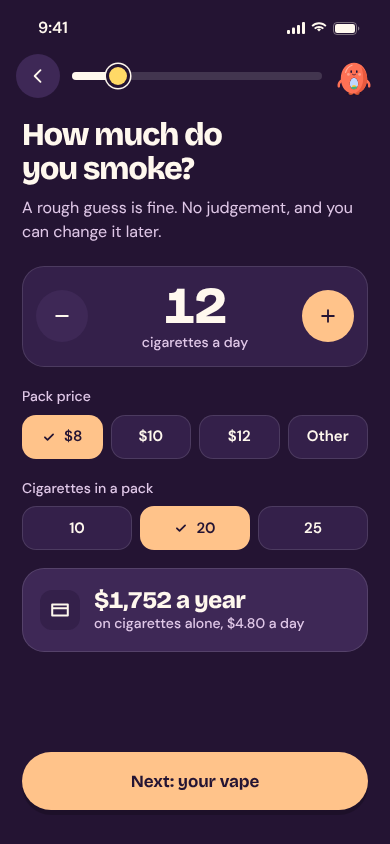 9:41
How much do
you smoke?
A rough guess is fine. No judgement, and you
can change it later.
12
cigarettes a day
Pack price
$8
$10
$12
Other
Cigarettes in a pack
10
20
25
$1,752 a year
on cigarettes alone, $4.80 a day
Next: your vape